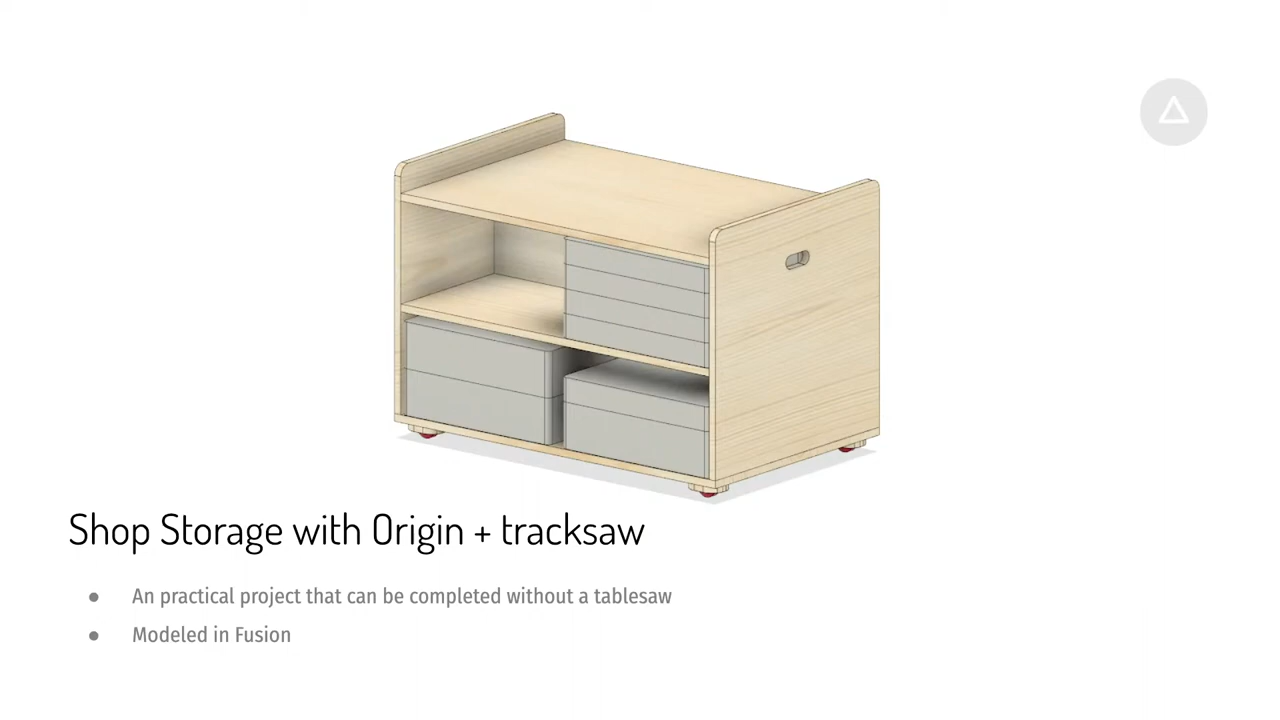 Shop Storage with Origin + tracksaw
● An practical project that can be completed without a tablesaw
● Modeled in Fusion